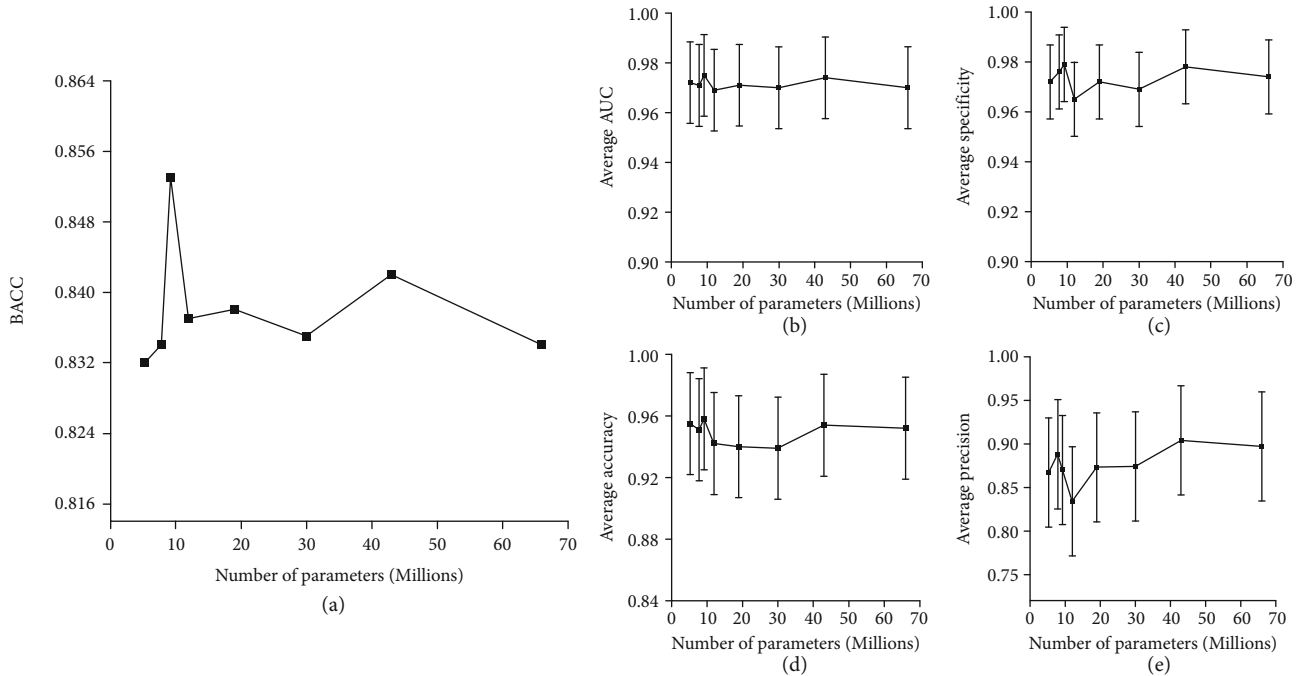 0.864
0.856
0.848
0.840
0.832
0.824
0.816
BACC
0 10 20 30 40 50 60 70
Number of parameters (Millions)
(a)
1.00
0.98
0.96
0.94
0.92
0.90
Average AUC
0 10 20 30 40 50 60 70
Number of parameters (Millions)
(b)
1.00
0.98
0.96
0.94
0.92
0.90
Average specificity
0 10 20 30 40 50 60 70
Number of parameters (Millions)
(c)
1.00
0.96
0.92
0.88
0.84
Average accuracy
0 10 20 30 40 50 60 70
Number of parameters (Millions)
(d)
1.00
0.95
0.90
0.85
0.80
0.75
Average precision
0 10 20 30 40 50 60 70
Number of parameters (Millions)
(e)